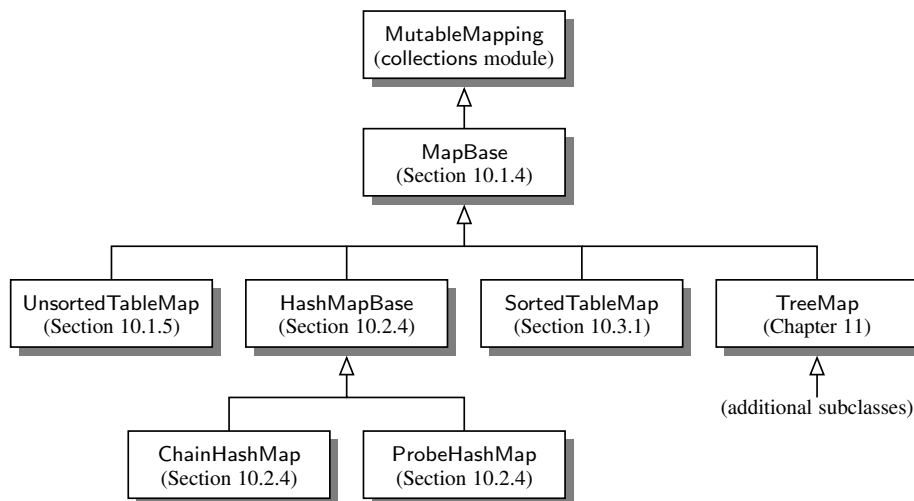 MutableMapping
(collections module)
MapBase
(Section 10.1.4)
UnsortedTableMap
(Section 10.1.5)
HashMapBase
(Section 10.2.4)
SortedTableMap
(Section 10.3.1)
TreeMap
(Chapter 11)
(additional subclasses)
ChainHashMap
(Section 10.2.4)
ProbeHashMap
(Section 10.2.4)